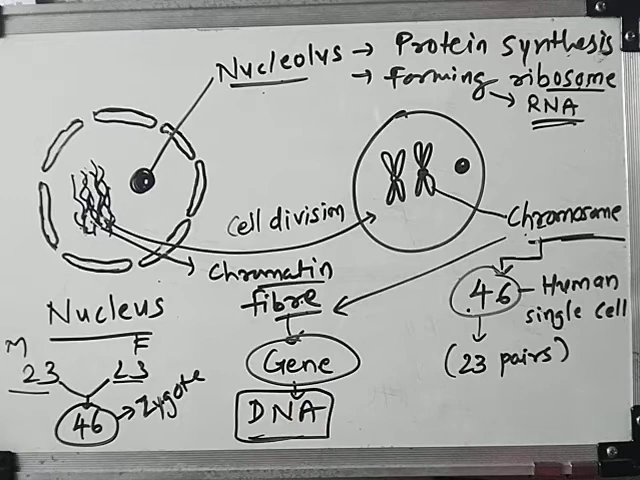 Nucleolys → Protein synthesis
→ forming ribosome
→ RNA
cell division
Chromosome
chromatin
fibre
46 - Human
single cell
(23 pairs)
Gene
DNA
Nucleus
M F
23 23
46 → Zygote